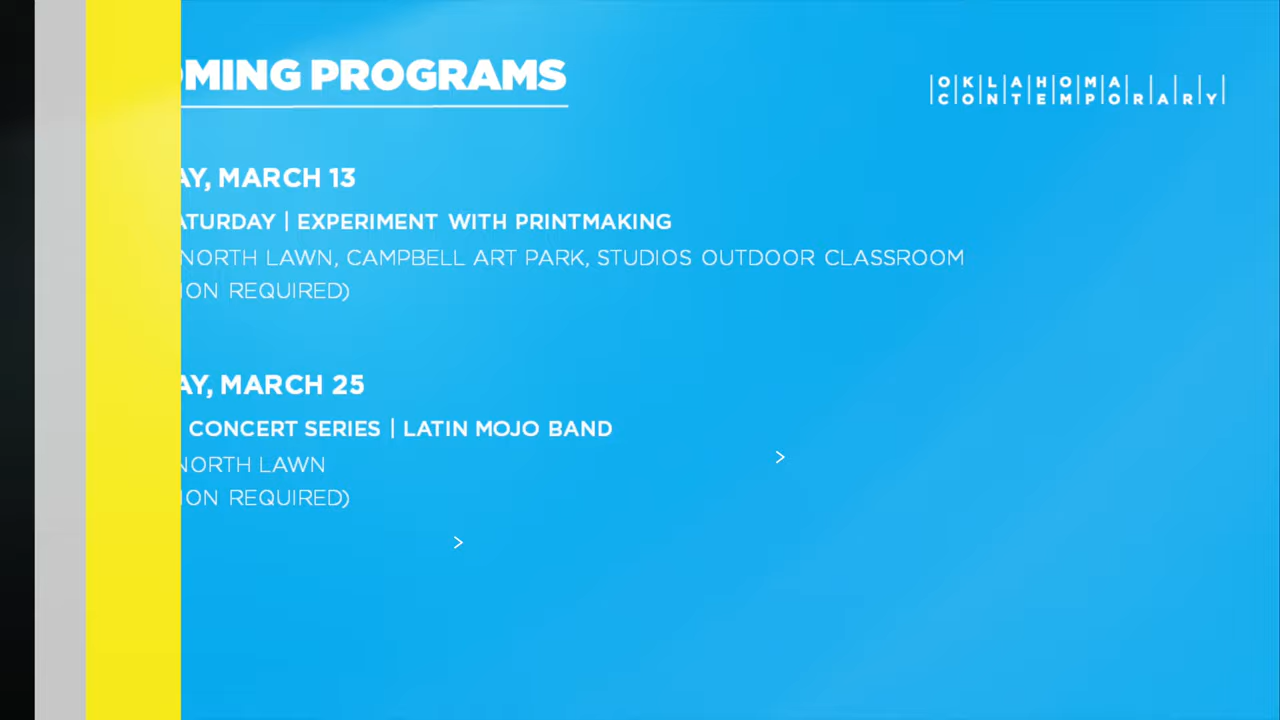 OMING PROGRAMS
OKLAHOMA
CONTEMPORARY
AY, MARCH 13
ATURDAY | EXPERIMENT WITH PRINTMAKING
NORTH LAWN, CAMPBELL ART PARK, STUDIOS OUTDOOR CLASSROOM
ION REQUIRED)
AY, MARCH 25
CONCERT SERIES | LATIN MOJO BAND
NORTH LAWN
ION REQUIRED)